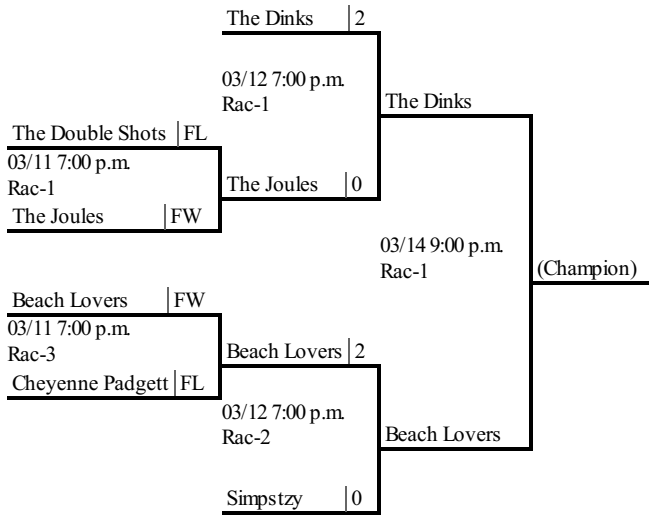 The Dinks 2
03/12 7:00 p.m.
Rac-1
The Dinks
The Double Shots FL
03/11 7:00 p.m.
Rac-1
The Joules 0
The Joules FW
03/14 9:00 p.m.
Rac-1
(Champion)
Beach Lovers FW
03/11 7:00 p.m.
Rac-3
Beach Lovers 2
Cheyenne Padgett FL
03/12 7:00 p.m.
Rac-2
Beach Lovers
Simpstzy 0